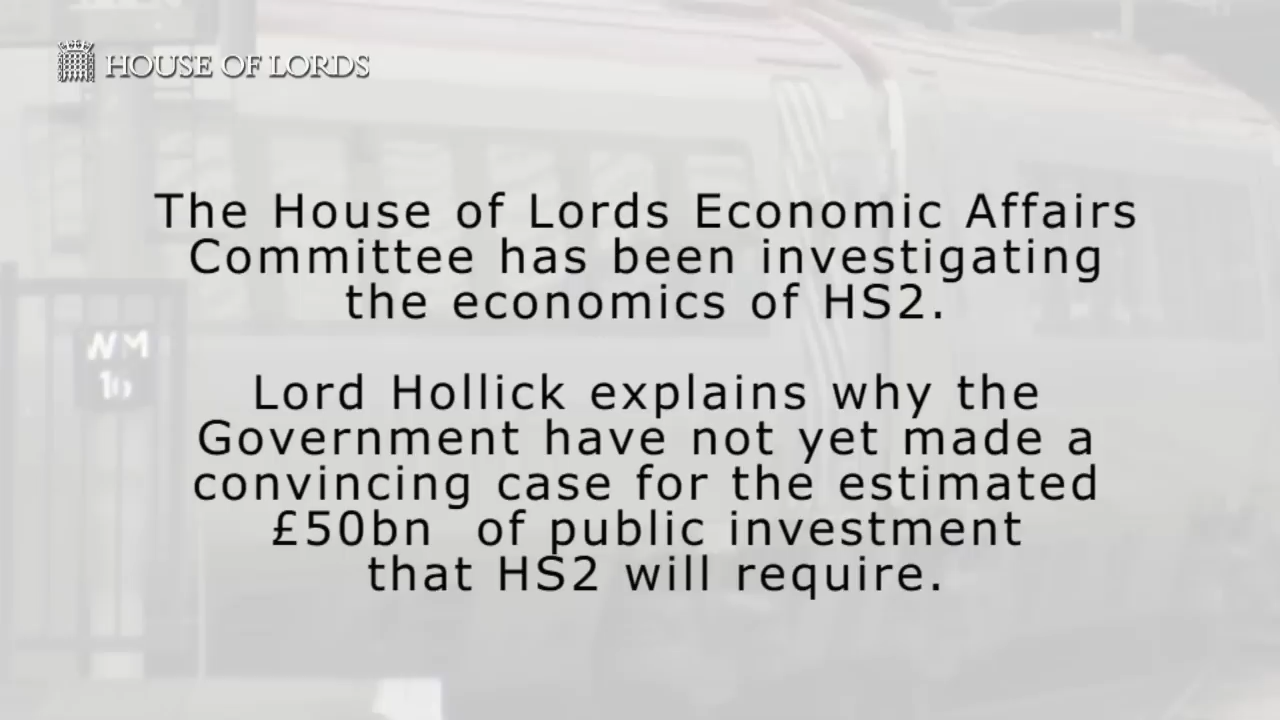 HOUSE OF LORDS
The House of Lords Economic Affairs
Committee has been investigating
the economics of HS2.
Lord Hollick explains why the
Government have not yet made a
convincing case for the estimated
£50bn of public investment
that HS2 will require.
WM
16